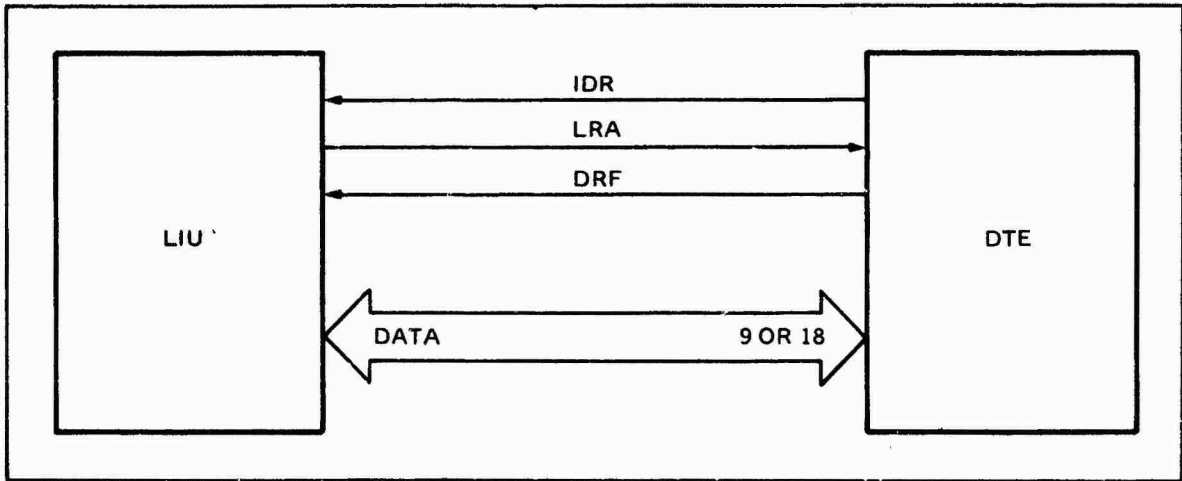 IDR
LRA
DRF
LIU
DTE
DATA
9 OR 18